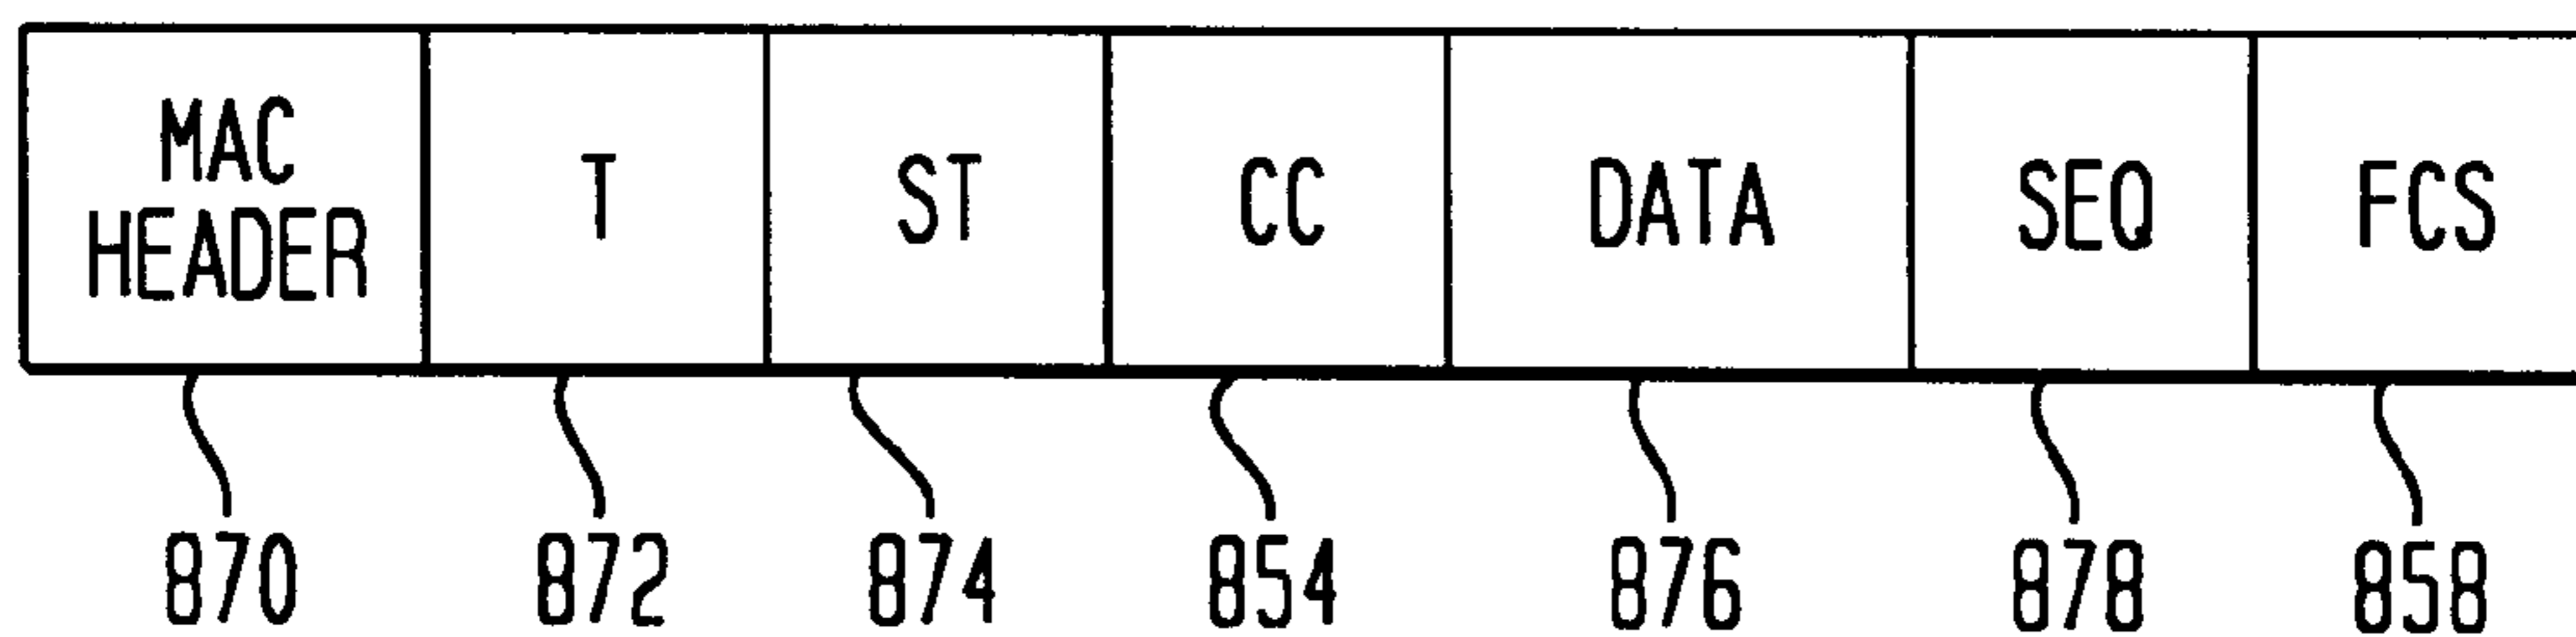 MAC
HEADER
T
ST
CC
DATA
SEQ
FCS
870
872
874
854
876
878
858